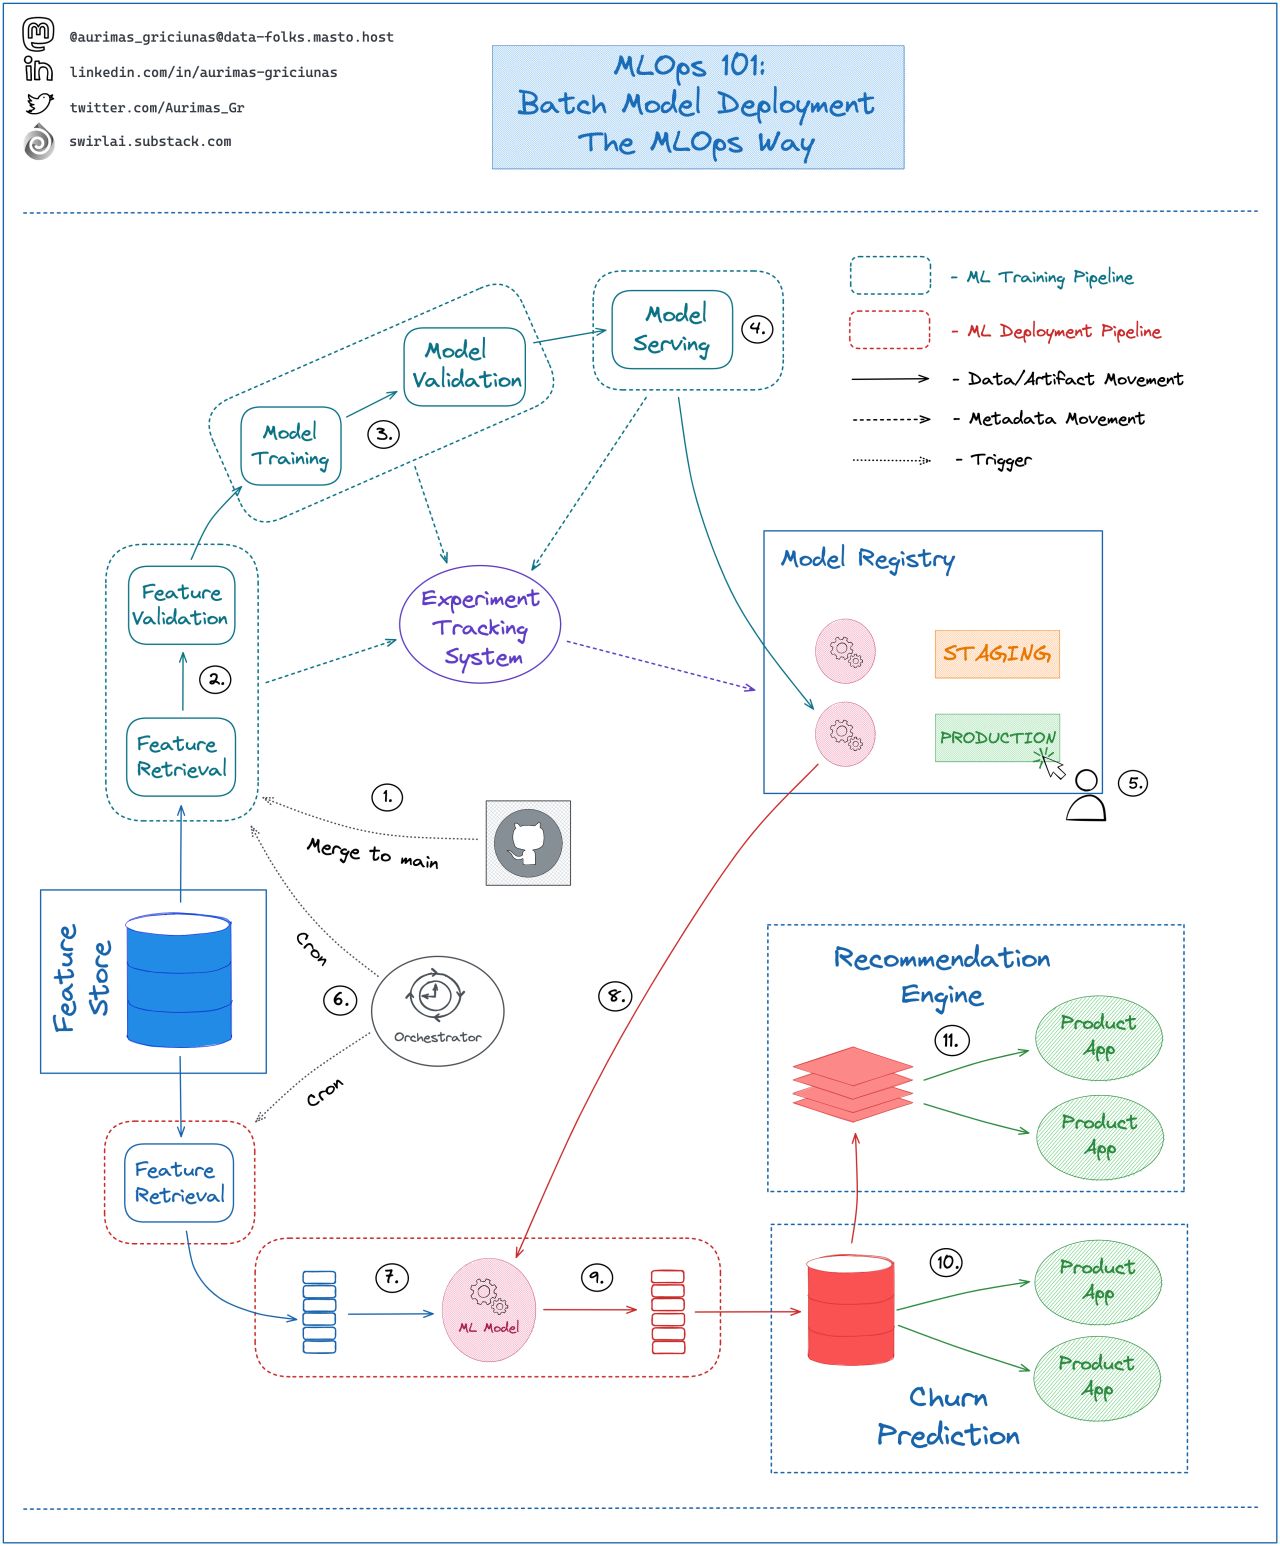 @aurimas_griciunas@data-folks.masto.host
linkedin.com/in/aurimas-griciunas
twitter.com/Aurimas_Gr
swirlai.substack.com
MLOps 101:
Batch Model Deployment
The MLOps Way
- ML Training Pipeline
- ML Deployment Pipeline
- Data/Artifact Movement
- Metadata Movement
- Trigger
Model
Serving
4.
Model
Validation
3.
Model
Training
Feature
Validation
2.
Feature
Retrieval
Experiment
Tracking
System
Model Registry
STAGING
PRODUCTION
5.
1.
Merge to main
Feature
Store
Cron
6.
Orchestrator
Cron
8.
Feature
Retrieval
7.
ML Model
9.
Recommendation
Engine
11.
Product
App
Product
App
10.
Product
App
Product
App
Churn
Prediction